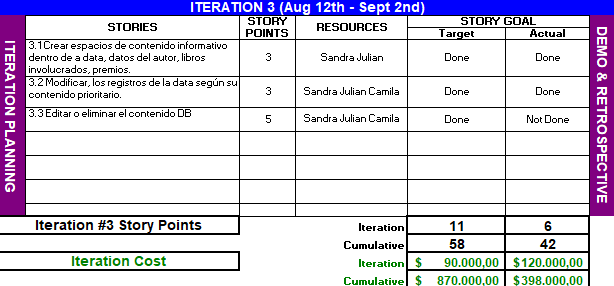 ITERATION 3 (Aug 12th - Sept 2nd)
STORIES
STORY POINTS
RESOURCES
STORY GOAL
Target
Actual
ITERATION PLANNING
DEMO & RETROSPECTIVE
3.1 Crear espacios de contenido informativo
dentro de a data, datos del autor, libros
involucrados, premios.
3
Sandra Julian
Done
Done
3.2 Modificar, los registros de la data según su
contenido prioritario.
3
Sandra Julian Camila
Done
Done
3.3 Editar o eliminar el contenido DB
5
Sandra Julian Camila
Done
Not Done
Iteration #3 Story Points
Iteration
11
6
Cumulative
58
42
Iteration Cost
Iteration
$ 90.000,00
$120.000,00
Cumulative
$ 870.000,00
$398.000,00